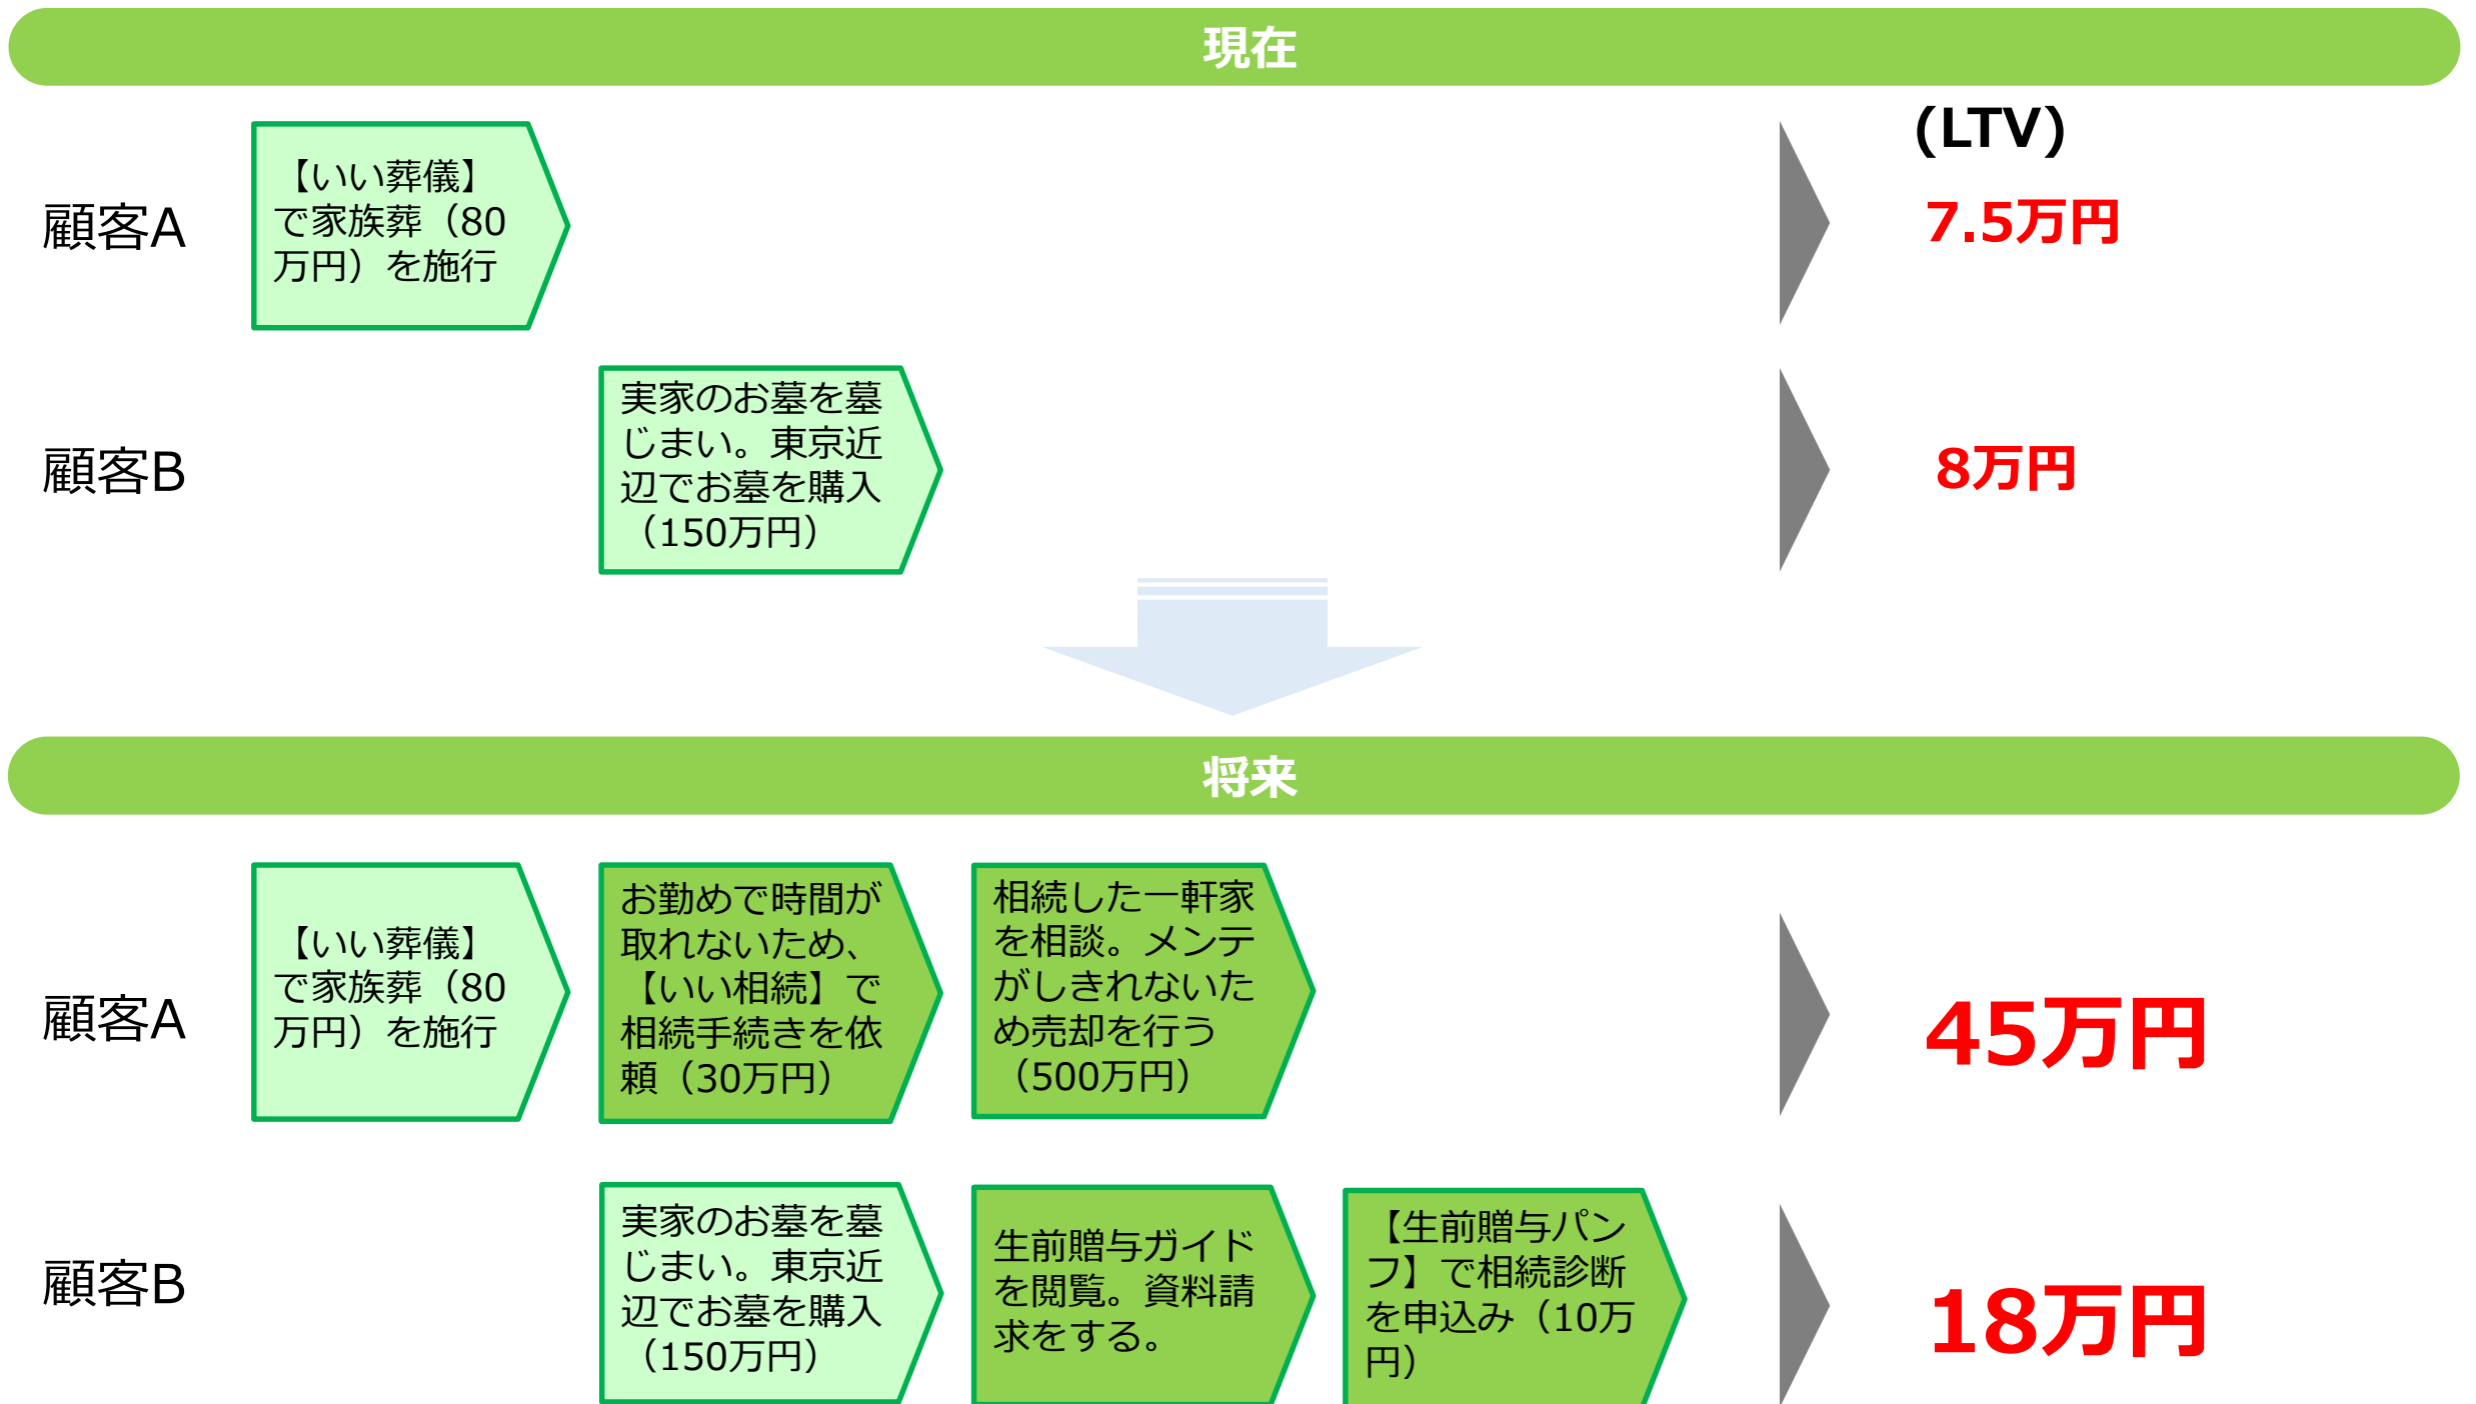 現在
(LTV)
顧客A
【いい葬儀】
で家族葬（80
万円）を施行
7.5万円
顧客B
実家のお墓を墓
じまい。東京近
辺でお墓を購入
（150万円）
8万円
将来
顧客A
【いい葬儀】
で家族葬（80
万円）を施行
お勤めで時間が
取れないため、
【いい相続】で
相続手続きを依
頼（30万円）
相続した一軒家
を相談。メンテ
がしきれないた
め売却を行う
（500万円）
45万円
顧客B
実家のお墓を墓
じまい。東京近
辺でお墓を購入
（150万円）
生前贈与ガイド
を閲覧。資料請
求をする。
【生前贈与パン
フ】で相続診断
を申込み（10万
円）
18万円